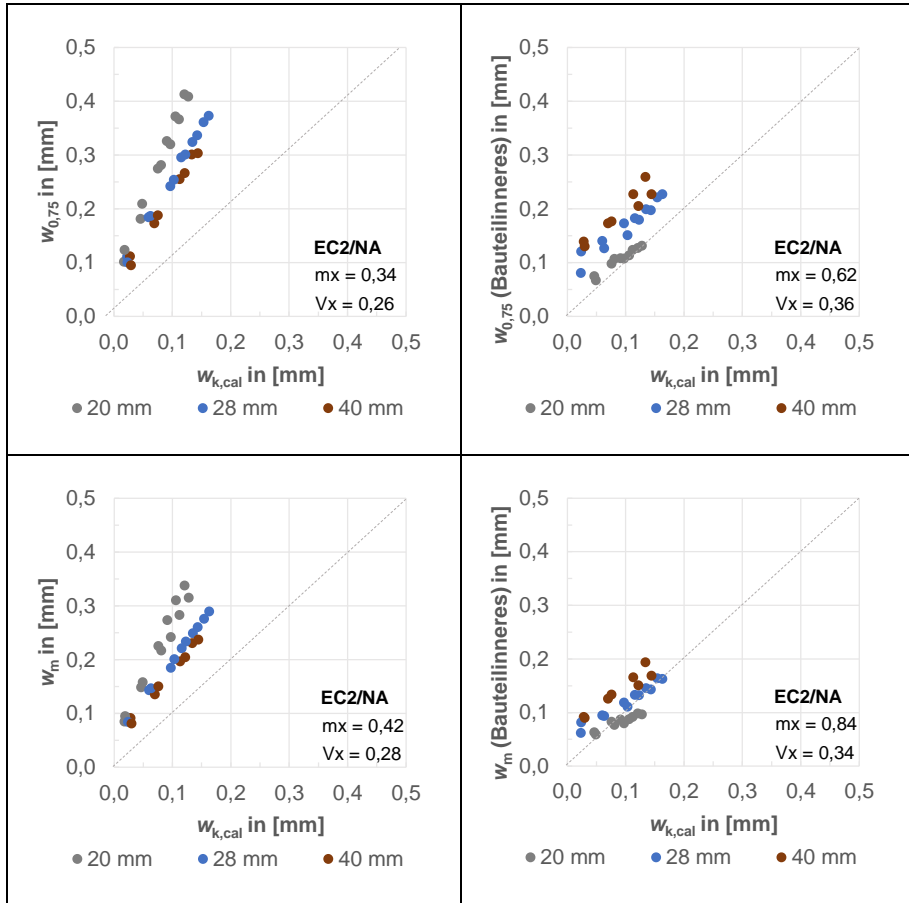 w0,75 in [mm]
0,5
0,4
0,3
0,2
0,1
0,0
EC2/NA
mx = 0,34
Vx = 0,26
0,0 0,1 0,2 0,3 0,4 0,5
wk,cal in [mm]
20 mm 28 mm 40 mm
w0,75 (Bauteilinneres) in [mm]
0,5
0,4
0,3
0,2
0,1
0,0
EC2/NA
mx = 0,62
Vx = 0,36
0,0 0,1 0,2 0,3 0,4 0,5
wk,cal in [mm]
20 mm 28 mm 40 mm
wm in [mm]
0,5
0,4
0,3
0,2
0,1
0,0
EC2/NA
mx = 0,42
Vx = 0,28
0,0 0,1 0,2 0,3 0,4 0,5
wk,cal in [mm]
20 mm 28 mm 40 mm
wm (Bauteilinneres) in [mm]
0,5
0,4
0,3
0,2
0,1
0,0
EC2/NA
mx = 0,84
Vx = 0,34
0,0 0,1 0,2 0,3 0,4 0,5
wk,cal in [mm]
20 mm 28 mm 40 mm